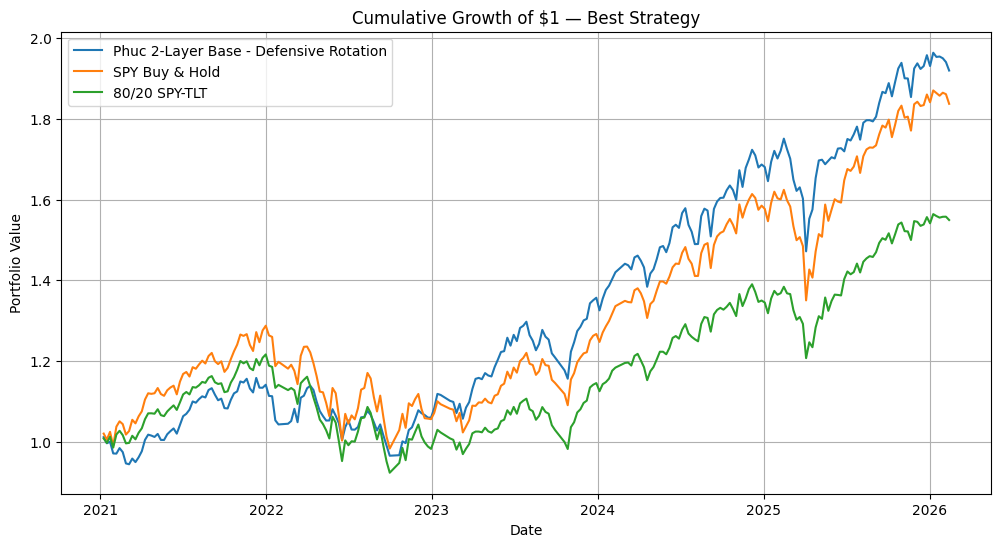 Cumulative Growth of $1 — Best Strategy
Phuc 2-Layer Base - Defensive Rotation
SPY Buy & Hold
80/20 SPY-TLT
Portfolio Value
2.0
1.8
1.6
1.4
1.2
1.0
2021
2022
2023
2024
2025
2026
Date